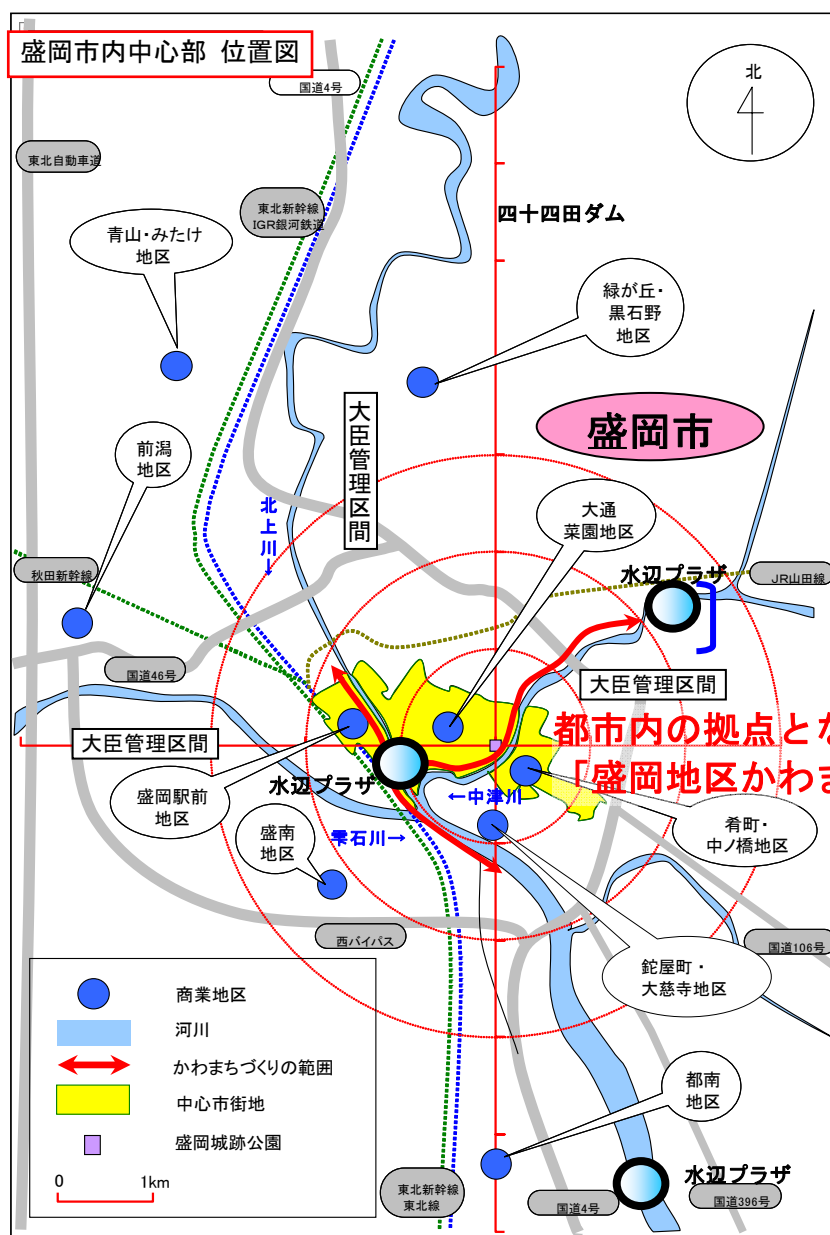 盛岡市内中心部 位置図
国道4号
北
東北自動車道
東北新幹線
IGR銀河鉄道
四十四田ダム
青山・みたけ
地区
緑が丘・
黒石野
地区
大臣管理区間
盛岡市
前潟
地区
北上川→
大通
菜園地区
水辺プラザ
秋田新幹線
JR山田線
国道46号
大臣管理区間
大臣管理区間
都市内の拠点とな
「盛岡地区かわま
水辺プラザ
←中津川
盛岡駅前
地区
盛南
地区
雫石川→
肴町・
中ノ橋地区
西バイパス
国道106号
鉈屋町・
大慈寺地区
商業地区
河川
かわまちづくりの範囲
中心市街地
盛岡城跡公園
0 1km
都南
地区
水辺プラザ
東北新幹線
東北線
国道4号
国道396号